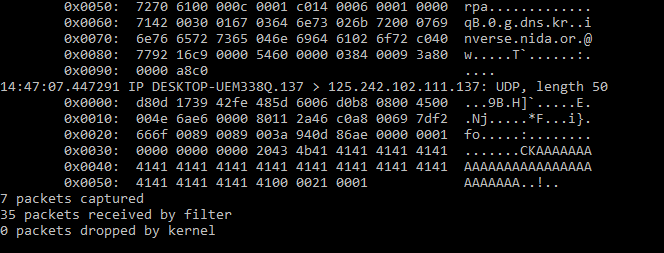 0x0050:  7270 6100 000c 0001 c014 0006 0001 0000  rpa.............
0x0060:  7142 0030 0167 0364 6e73 026b 7200 0769  qB.0.g.dns.kr..i
0x0070:  6e76 6572 7365 046e 6964 6102 6f72 c040  nverse.nida.or.@
0x0080:  7792 16c9 0000 5460 0000 0384 0009 3a80  w.....T`......:.
0x0090:  0000 a8c0  ....
14:47:07.447291 IP DESKTOP-UEM338Q.137 > 125.242.102.111.137: UDP, length 50
0x0000:  d80d 1739 42fe 485d 6006 d0b8 0800 4500  ...9B.H]`.....E.
0x0010:  004e 6ae6 0000 8011 2a46 c0a8 0069 7df2  .Nj.....*F...i}.
0x0020:  666f 0089 0089 003a 940d 86ae 0000 0001  fo.....:........
0x0030:  0000 0000 0000 2043 4b41 4141 4141 4141  .......CKAAAAAAA
0x0040:  4141 4141 4141 4141 4141 4141 4141 4141  AAAAAAAAAAAAAAAA
0x0050:  4141 4141 4141 4100 0021 0001  AAAAAAA..!..
7 packets captured
35 packets received by filter
0 packets dropped by kernel